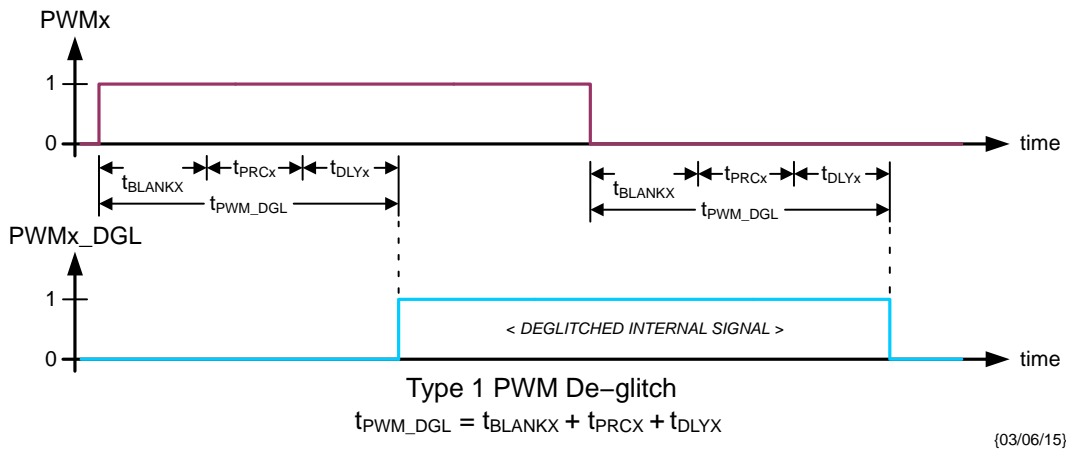 PWMx
1
0
time
tBLANKX tPRCx tDLYx tBLANKX tPRCx tDLYx
tPWM_DGL tPWM_DGL
PWMx_DGL
1
< DEGLITCHED INTERNAL SIGNAL >
0
time
Type 1 PWM De−glitch
tPWM_DGL = tBLANKX + tPRCX + tDLYX
{03/06/15}